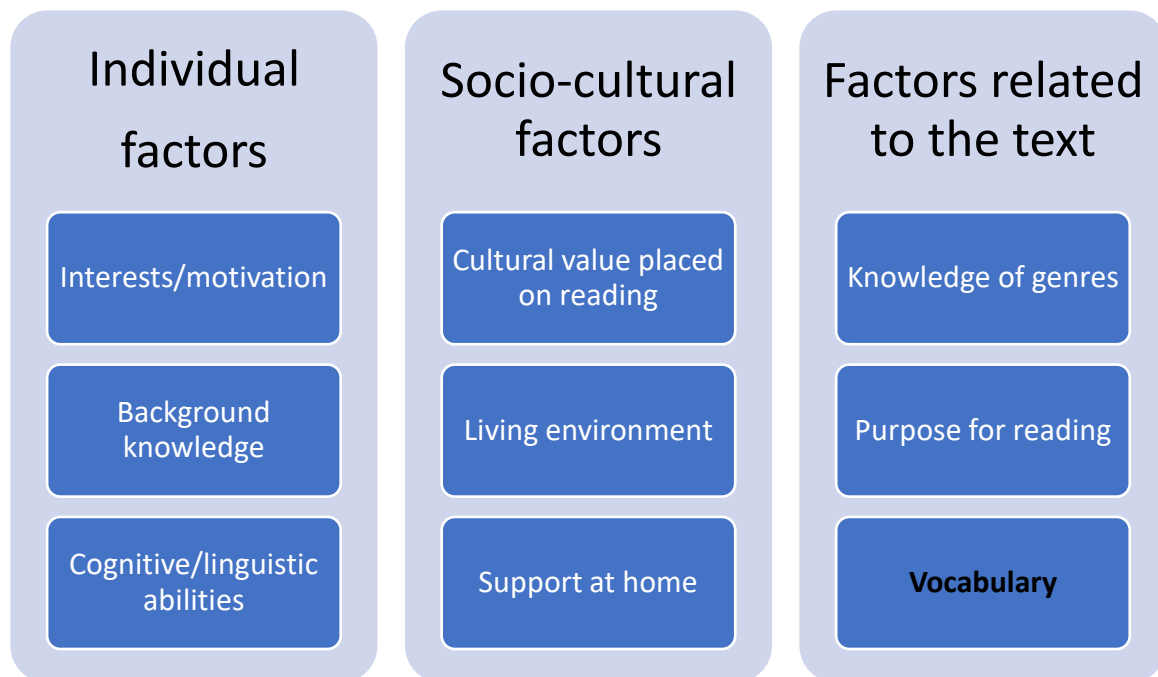 Individual
factors
Interests/motivation
Background
knowledge
Cognitive/linguistic
abilities
Socio-cultural
factors
Cultural value placed
on reading
Living environment
Support at home
Factors related
to the text
Knowledge of genres
Purpose for reading
Vocabulary